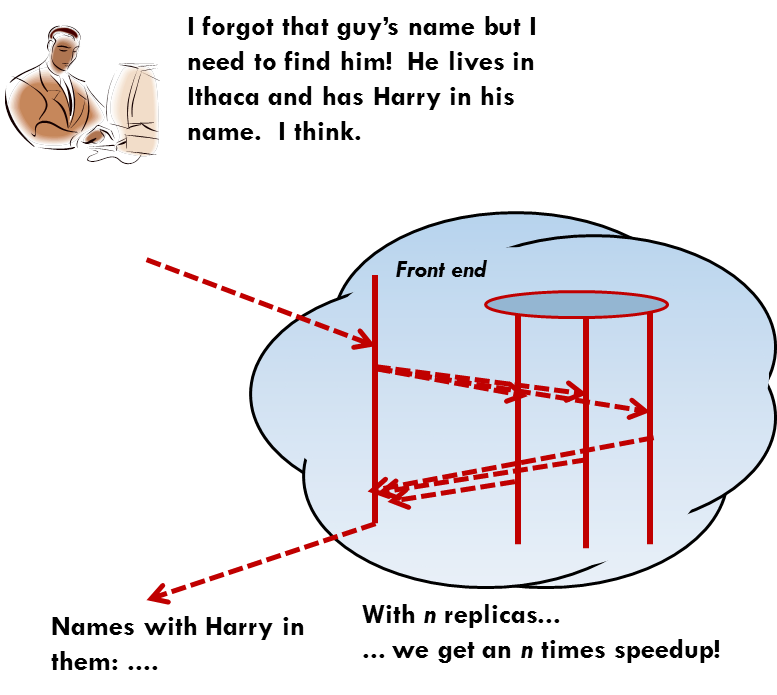 I forgot that guy’s name but I
need to find him!  He lives in
Ithaca and has Harry in his
name.  I think.
Front end
Names with Harry in
them: ....
With n replicas...
... we get an n times speedup!